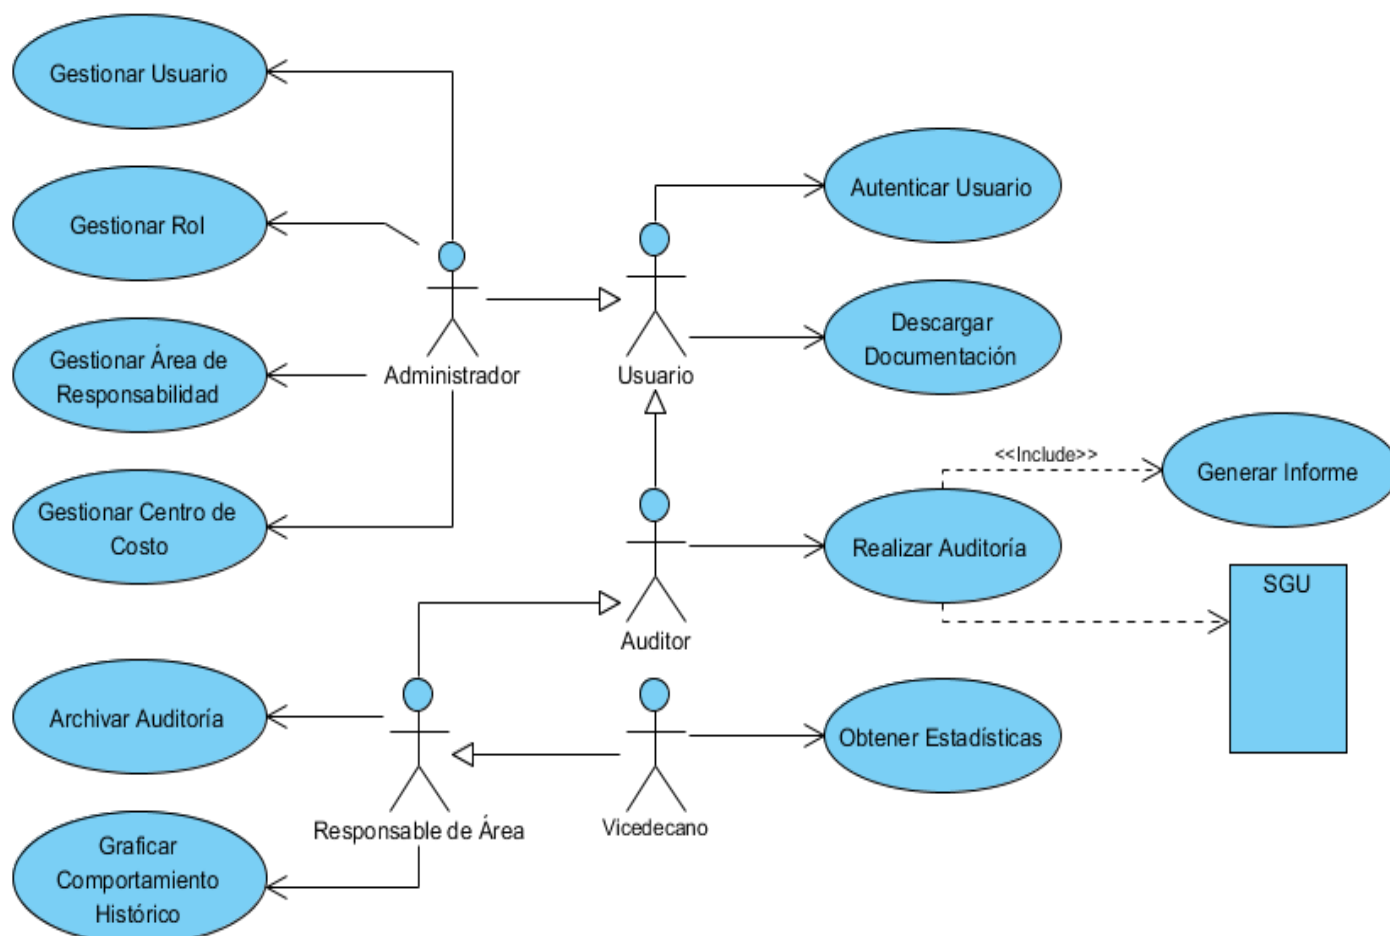 Gestionar Usuario
Autenticar Usuario
Gestionar Rol
Descargar
Documentación
Gestionar Área de
Responsabilidad
Administrador
Usuario
<<Include>>
Generar Informe
Gestionar Centro de
Costo
Realizar Auditoría
SGU
Auditor
Archivar Auditoría
Obtener Estadísticas
Responsable de Área
Vicedecano
Graficar
Comportamiento
Histórico